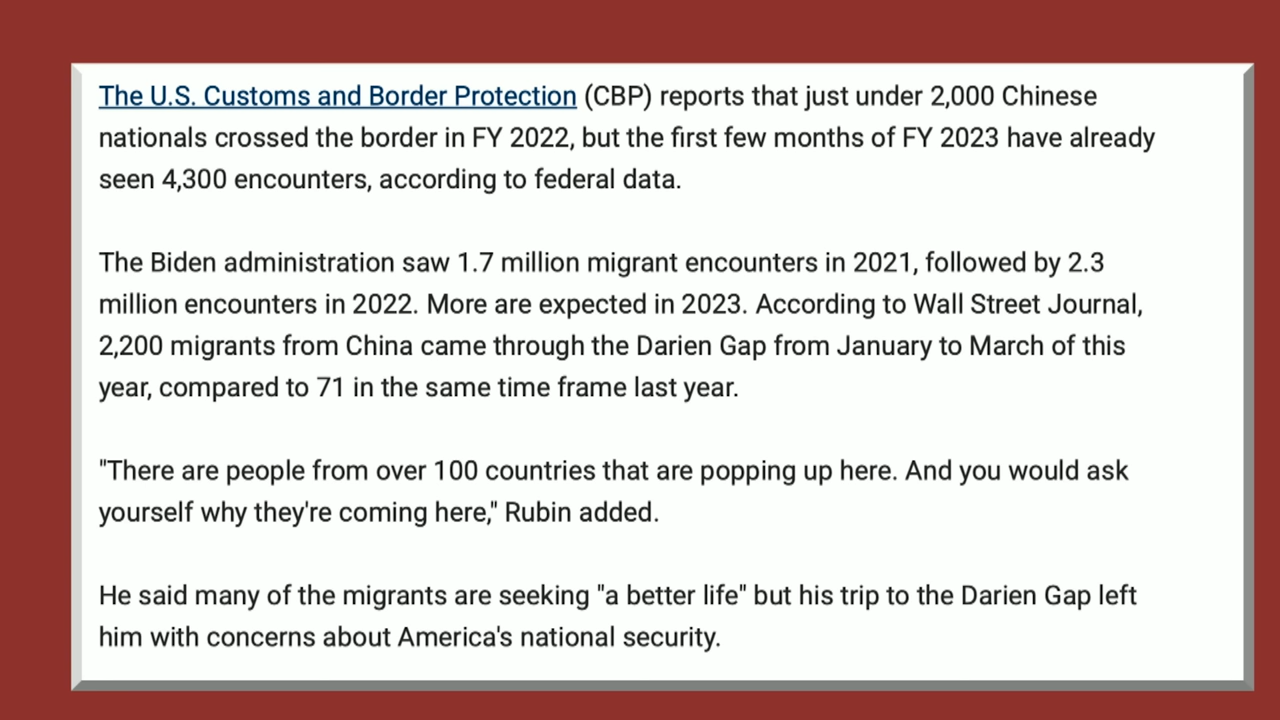 The U.S. Customs and Border Protection (CBP) reports that just under 2,000 Chinese
nationals crossed the border in FY 2022, but the first few months of FY 2023 have already
seen 4,300 encounters, according to federal data.
The Biden administration saw 1.7 million migrant encounters in 2021, followed by 2.3
million encounters in 2022. More are expected in 2023. According to Wall Street Journal,
2,200 migrants from China came through the Darien Gap from January to March of this
year, compared to 71 in the same time frame last year.
"There are people from over 100 countries that are popping up here. And you would ask
yourself why they're coming here," Rubin added.
He said many of the migrants are seeking "a better life" but his trip to the Darien Gap left
him with concerns about America's national security.